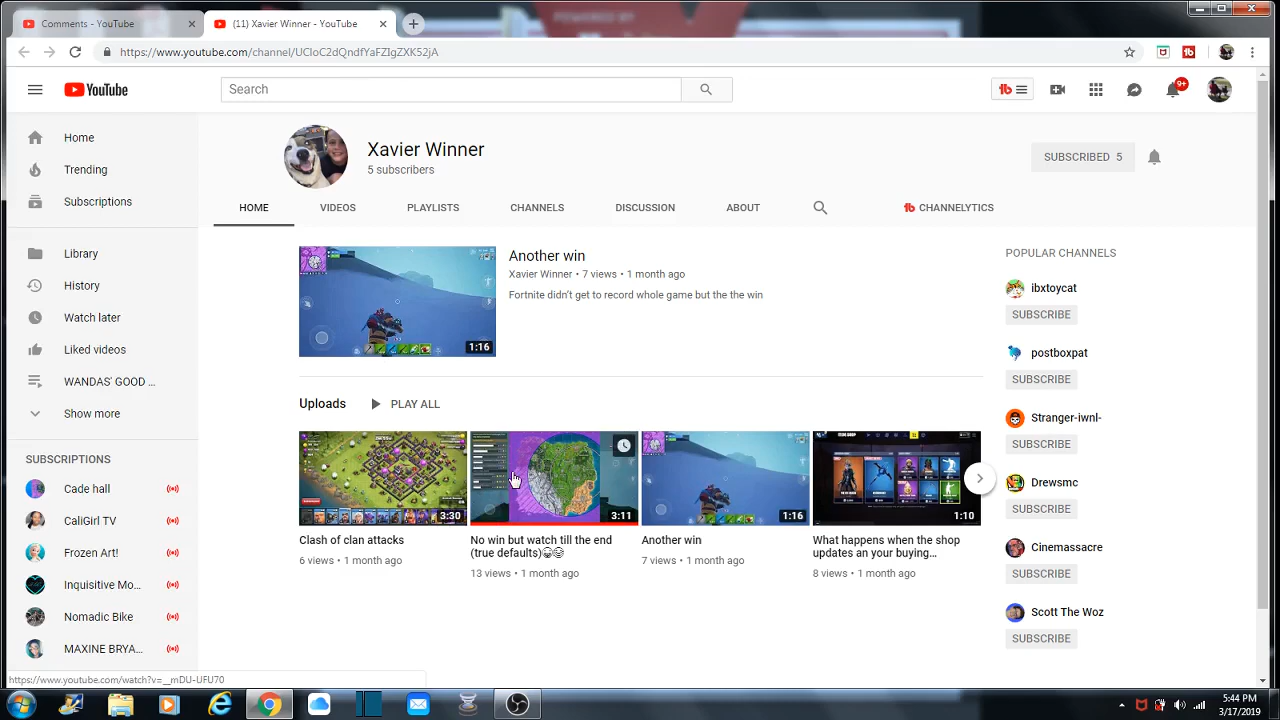 Comments - YouTube
(11) Xavier Winner - YouTube
https://www.youtube.com/channel/UCIoC2dQndfYaFZIgZXK52jA
YouTube
Search
9+
Home
Trending
Subscriptions
Library
History
Watch later
Liked videos
WANDAS' GOOD ...
Show more
SUBSCRIPTIONS
Cade hall
CaliGirl TV
Frozen Art!
Inquisitive Mo...
Nomadic Bike
MAXINE BRYA...
Xavier Winner
5 subscribers
SUBSCRIBED 5
HOME VIDEOS PLAYLISTS CHANNELS DISCUSSION ABOUT CHANNELYTICS
Another win
Xavier Winner • 7 views • 1 month ago
Fortnite didn't get to record whole game but the the win
1:16
Uploads PLAY ALL
3:30
Clash of clan attacks
6 views • 1 month ago
3:11
No win but watch till the end
(true defaults)😂😂
13 views • 1 month ago
1:16
Another win
7 views • 1 month ago
1:10
What happens when the shop
updates an your buying...
8 views • 1 month ago
POPULAR CHANNELS
ibxtoycat
SUBSCRIBE
postboxpat
SUBSCRIBE
Stranger-iwnl-
SUBSCRIBE
Drewsmc
SUBSCRIBE
Cinemassacre
SUBSCRIBE
Scott The Woz
SUBSCRIBE
https://www.youtube.com/watch?v=__mDU-UFU70
5:44 PM
3/17/2019